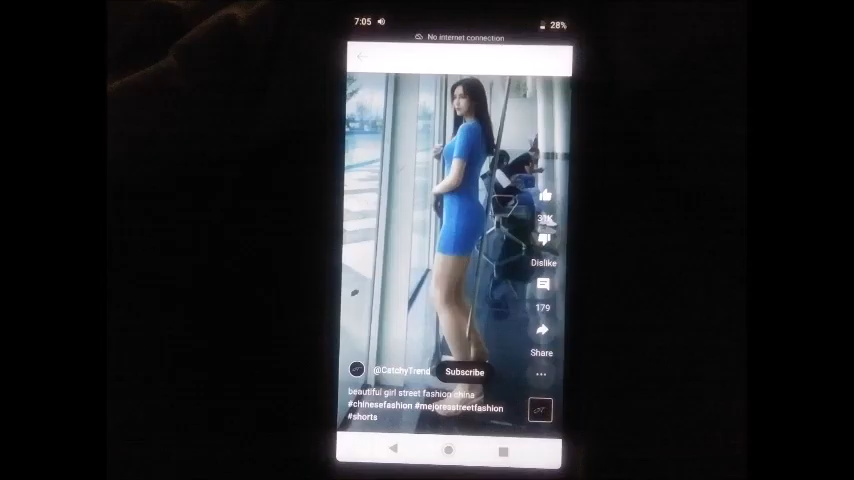 7:05
28%
No internet connection
31K
Dislike
179
Share
@CatchyTrend
Subscribe
beautiful girl street fashion china
#chinesefashion #mejoresstreetfashion
#shorts